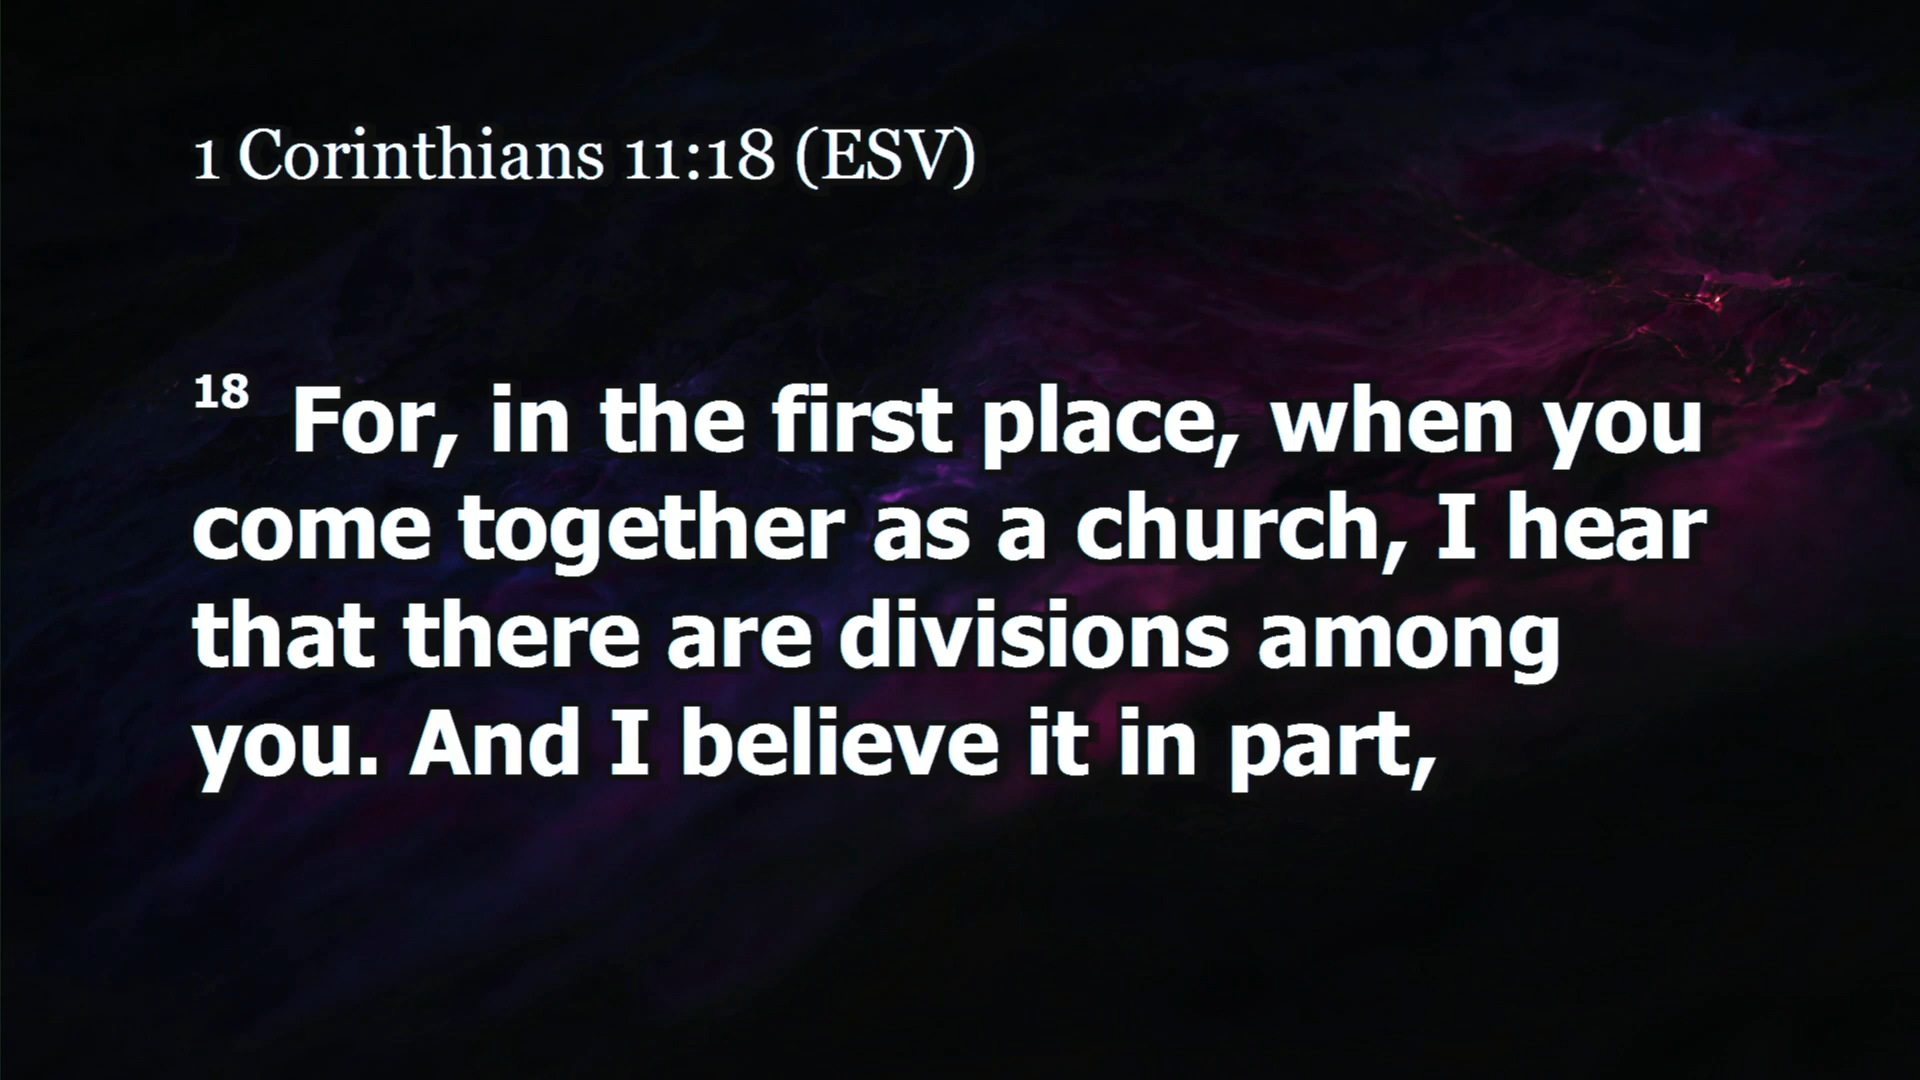 1 Corinthians 11:18 (ESV)
18 For, in the first place, when you
come together as a church, I hear
that there are divisions among
you. And I believe it in part,